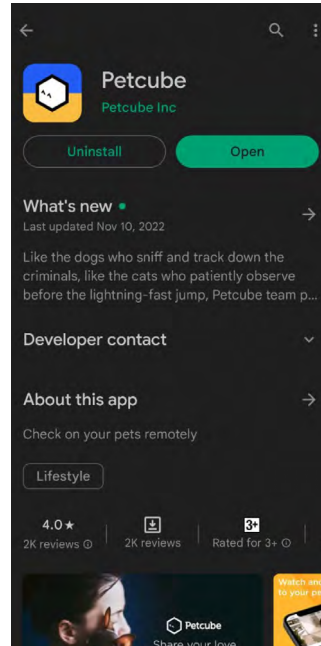 Petcube
Petcube Inc
Uninstall
Open
What's new
Last updated Nov 10, 2022
Like the dogs who sniff and track down the
criminals, like the cats who patiently observe
before the lightning-fast jump, Petcube team p...
Developer contact
About this app
Check on your pets remotely
Lifestyle
4.0★
2K reviews
2K reviews
3+
Rated for 3+
Petcube
Share your love
Watch and
to your pe